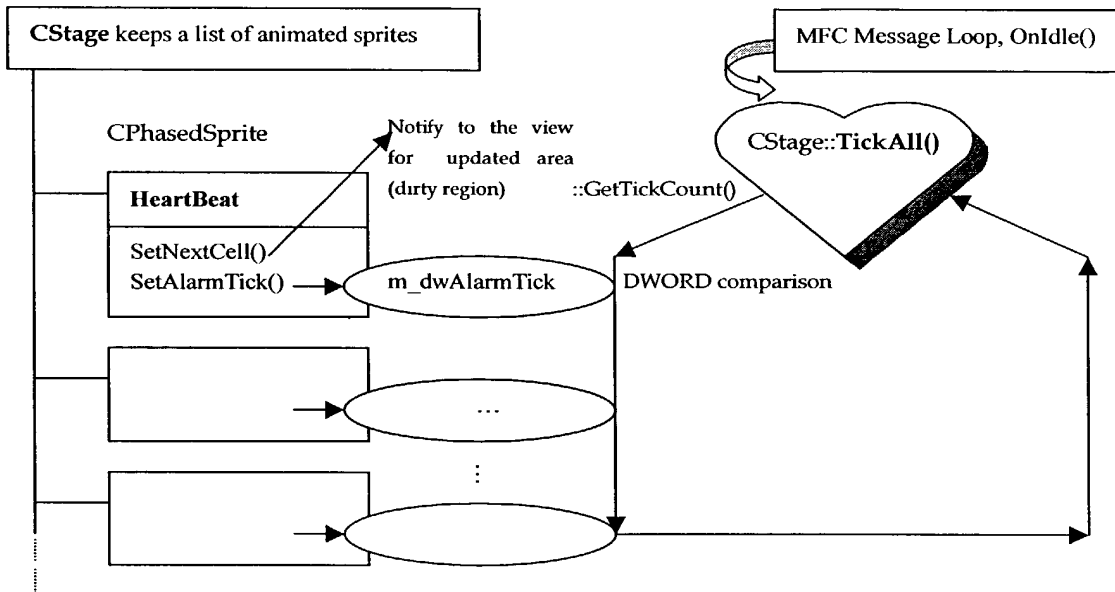 CStage keeps a list of animated sprites
MFC Message Loop, OnIdle()
CPhasedSprite
Notify to the view
for updated area
(dirty region)
::GetTickCount()
CStage::TickAll()
HeartBeat
SetNextCell()
SetAlarmTick()
m_dwAlarmTick
DWORD comparison
...
...